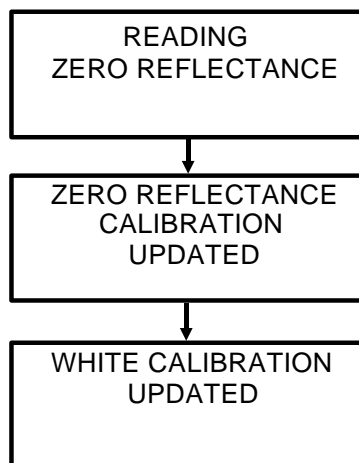 READING
ZERO REFLECTANCE
ZERO REFLECTANCE
CALIBRATION
UPDATED
WHITE CALIBRATION
UPDATED